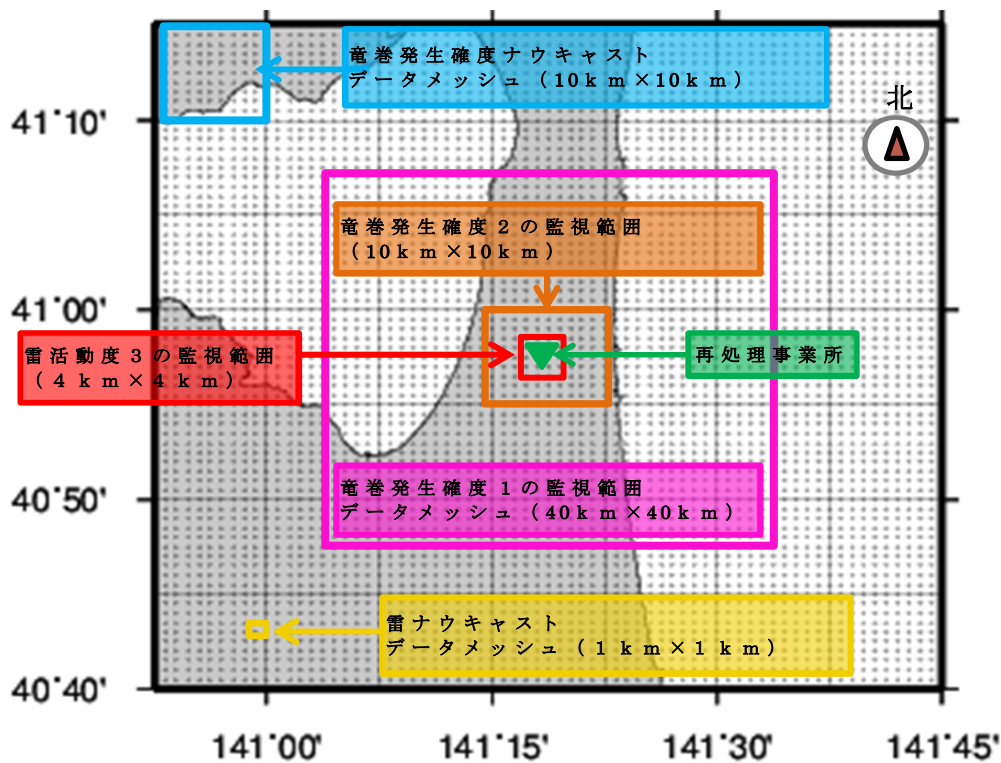 竜巻発生確度ナウキャスト
データメッシュ(10km×10km)
北
41°10'
竜巻発生確度2の監視範囲
(10km×10km)
41°00'
雷活動度3の監視範囲
(4km×4km)
再処理事業所
竜巻発生確度1の監視範囲
データメッシュ(40km×40km)
40°50'
雷ナウキャスト
データメッシュ(1km×1km)
40°40'
141°00' 141°15' 141°30' 141°45'